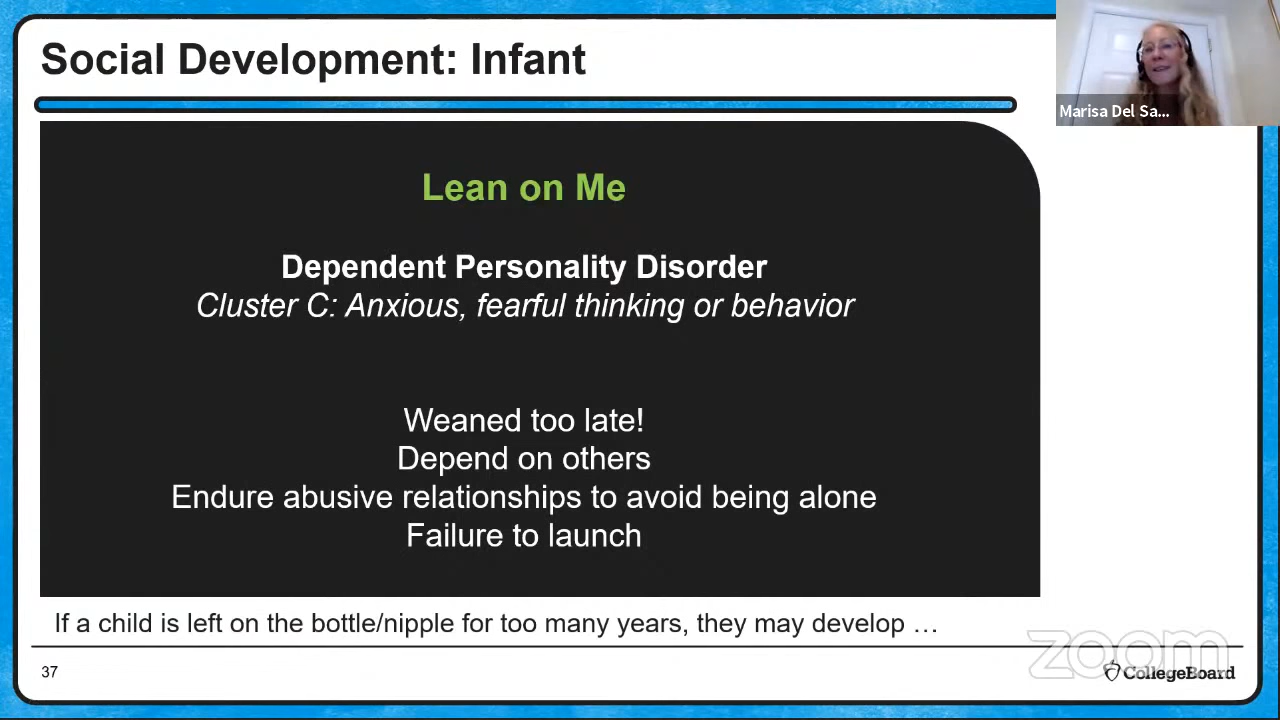 Social Development: Infant
Marisa Del Sa...
Lean on Me
Dependent Personality Disorder
Cluster C: Anxious, fearful thinking or behavior
Weaned too late!
Depend on others
Endure abusive relationships to avoid being alone
Failure to launch
If a child is left on the bottle/nipple for too many years, they may develop …
zoom
37
CollegeBoard